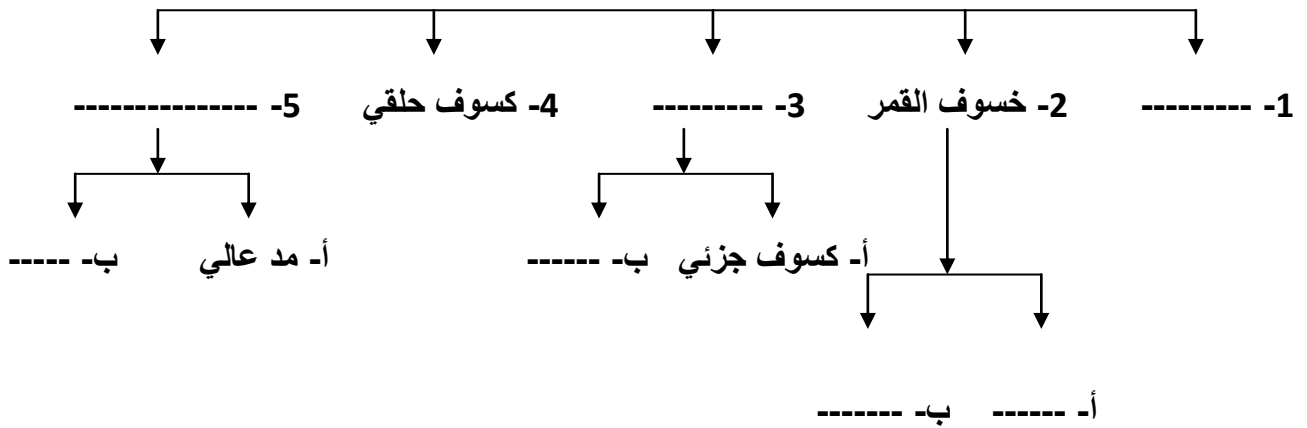 1- --------- 2- خسوف القمر 3- --------- 4- كسوف حلقي 5- ---------------
أ- كسوف جزئي ب- ------ أ- مد عالي ب- -----
أ- ------ ب- -------